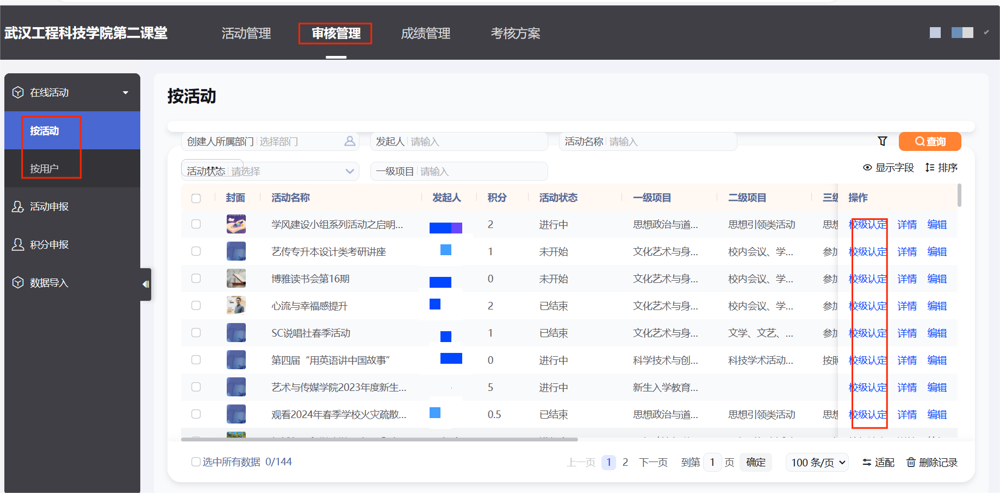 武汉工程科技学院第二课堂 活动管理 审核管理 成绩管理 考核方案
在线活动
按活动
按用户
活动申报
积分申报
数据导入
按活动
创建人所属部门 选择部门 发起人 请输入 活动名称 请输入 查询
活动状态 请选择 一级项目 请输入 显示字段 排序
封面 活动名称 发起人 积分 活动状态 一级项目 二级项目 三级 操作
学风建设小组系列活动之启明... 2 进行中 思想政治与道... 思想引领类活动 思想 校级认定 详情 编辑
艺传专升本设计类考研讲座 1 未开始 文化艺术与身... 校内会议、学... 参加 校级认定 详情 编辑
博雅读书会第16期 0 未开始 文化艺术与身... 校内会议、学... 参加 校级认定 详情 编辑
心流与幸福感提升 2 已结束 文化艺术与身... 校内会议、学... 参加 校级认定 详情 编辑
SC说唱社春季活动 1 已结束 文化艺术与身... 文学、文艺、... 参加 校级认定 详情 编辑
第四届“用英语讲中国故事” 0 进行中 科学技术与创... 科技学术活动... 按照 校级认定 详情 编辑
艺术与传媒学院2023年度新生... 5 进行中 新生入学教育... 校级认定 详情 编辑
观看2024年春季学校火灾疏散... 0.5 已结束 思想政治与道... 思想引领类活动 思想 校级认定 详情 编辑
选中所有数据 0/144 上一页 1 2 下一页 到第 1 页 确定 100 条/页 适配 删除记录